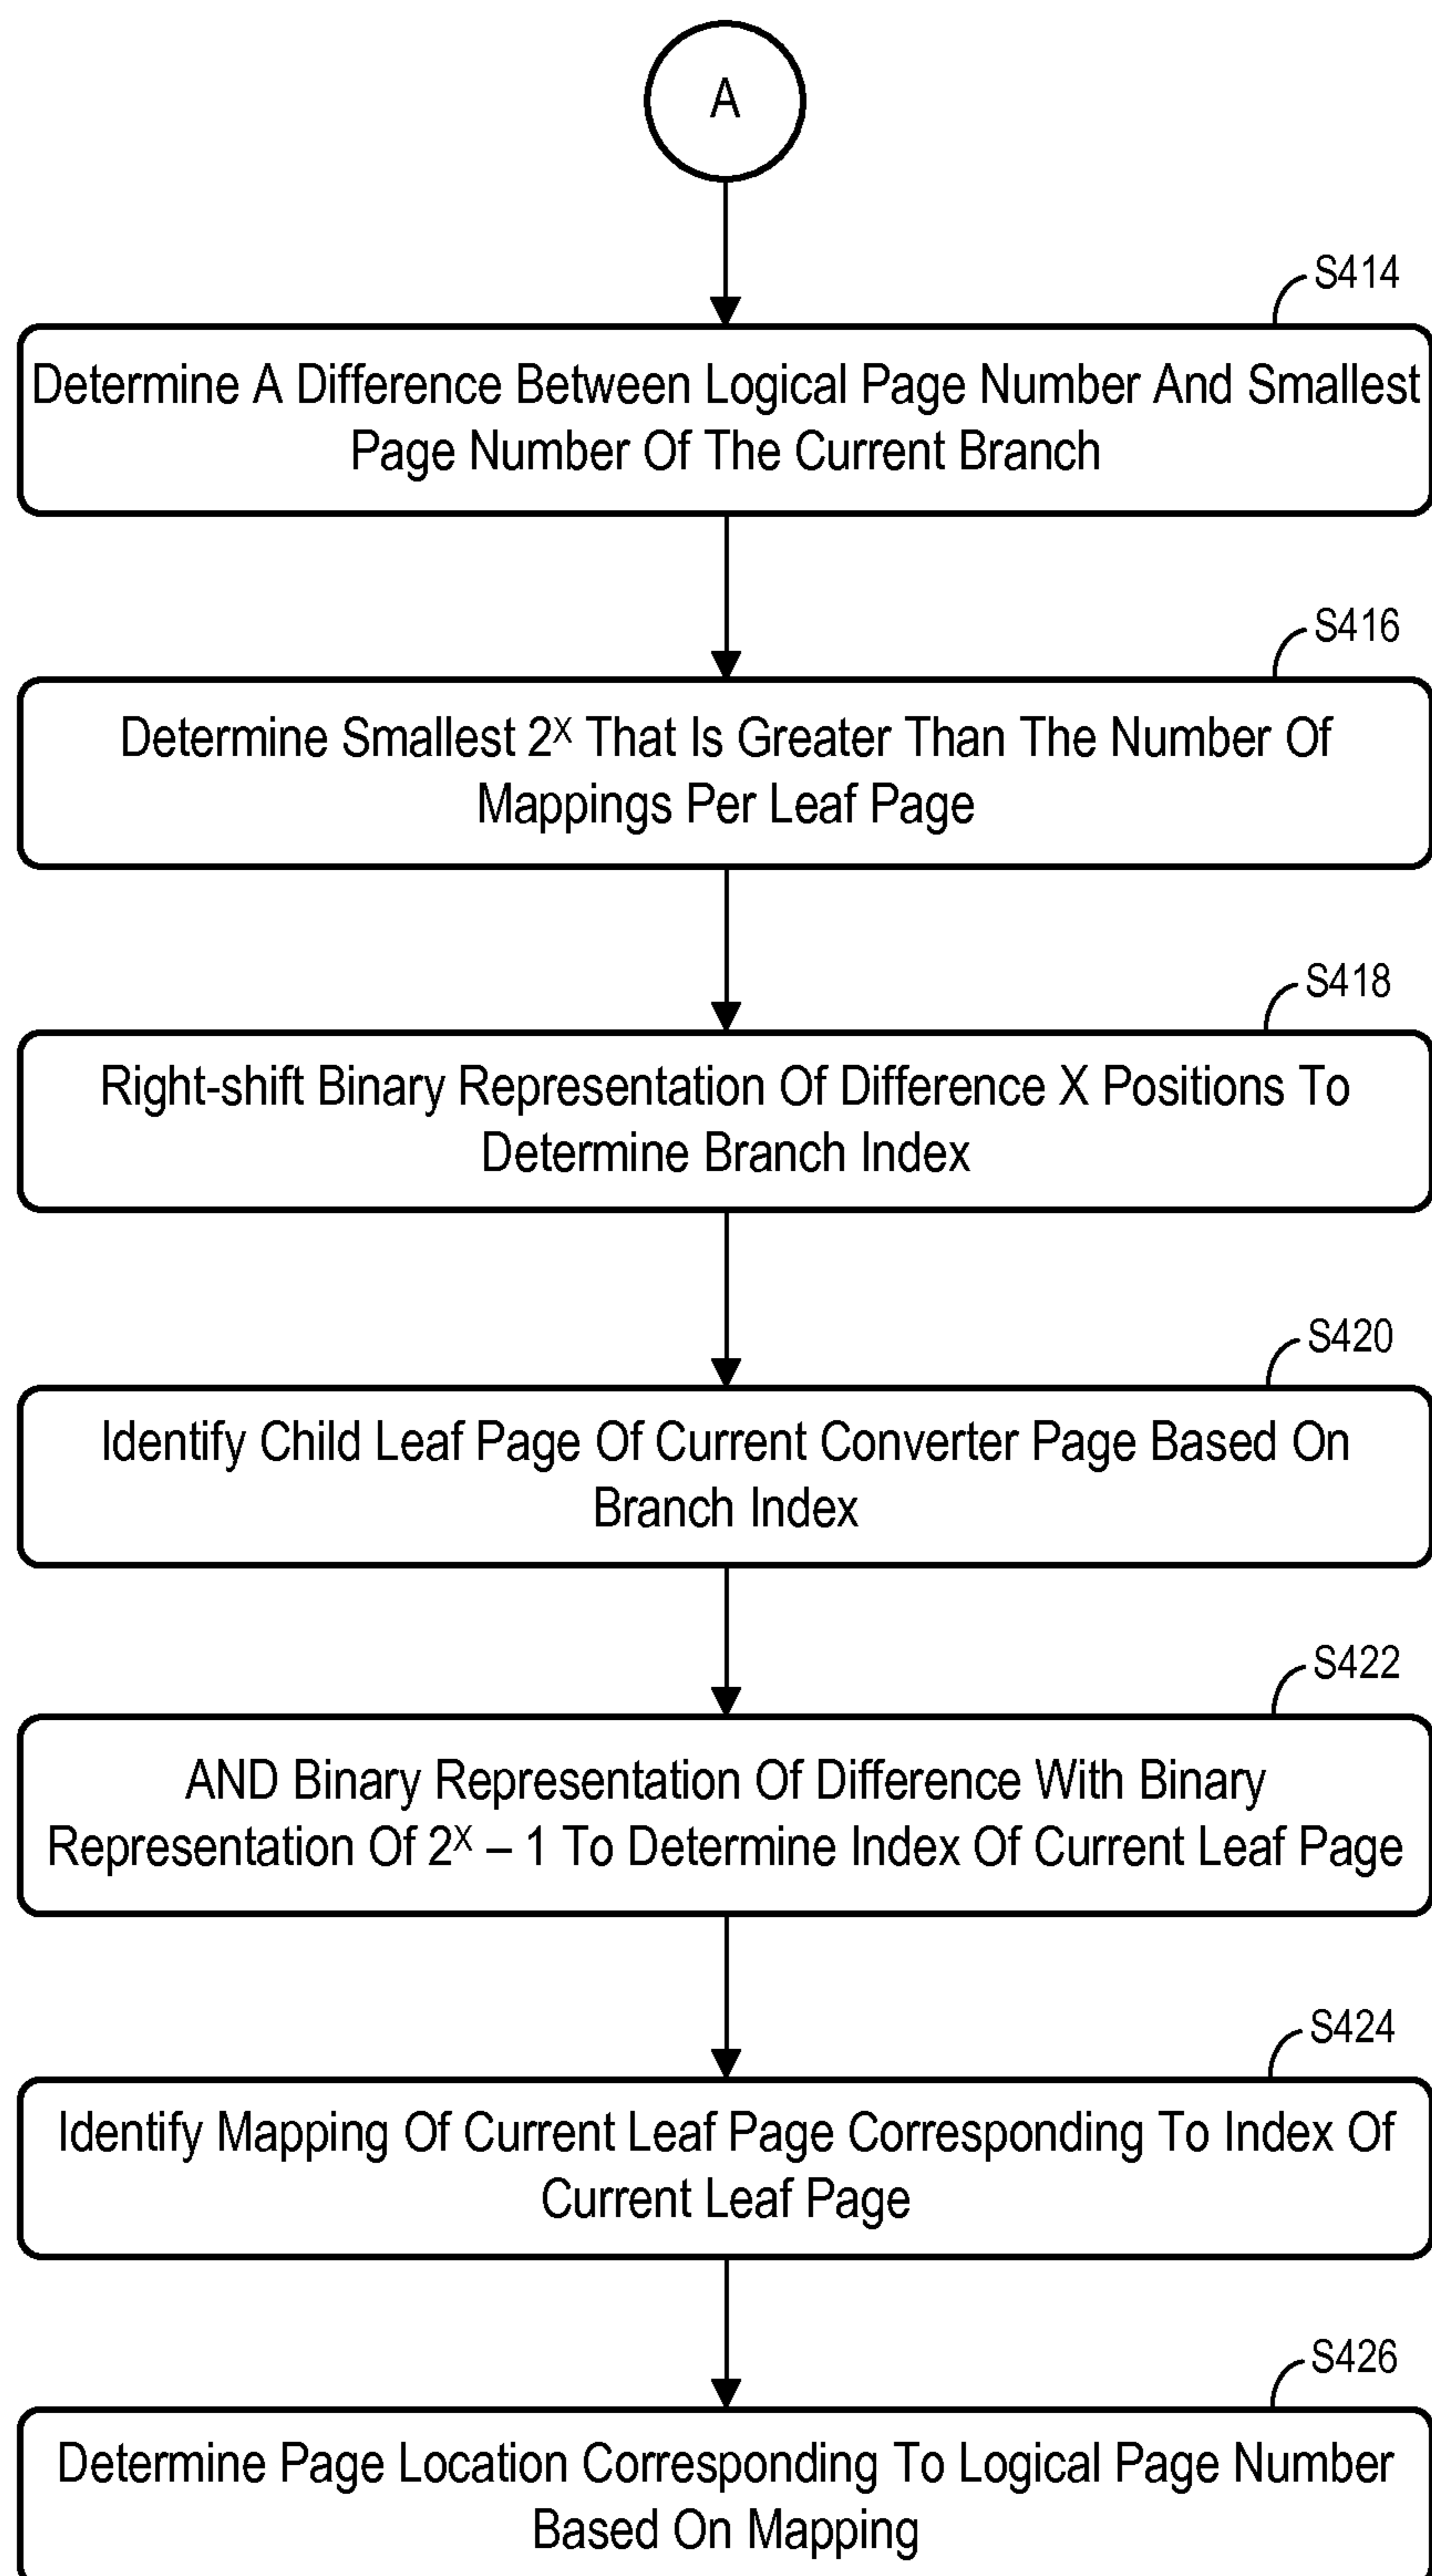 A
S414
Determine A Difference Between Logical Page Number And Smallest
Page Number Of The Current Branch
S416
Determine Smallest 2ˣ That Is Greater Than The Number Of
Mappings Per Leaf Page
S418
Right-shift Binary Representation Of Difference X Positions To
Determine Branch Index
S420
Identify Child Leaf Page Of Current Converter Page Based On
Branch Index
S422
AND Binary Representation Of Difference With Binary
Representation Of 2ˣ – 1 To Determine Index Of Current Leaf Page
S424
Identify Mapping Of Current Leaf Page Corresponding To Index Of
Current Leaf Page
S426
Determine Page Location Corresponding To Logical Page Number
Based On Mapping